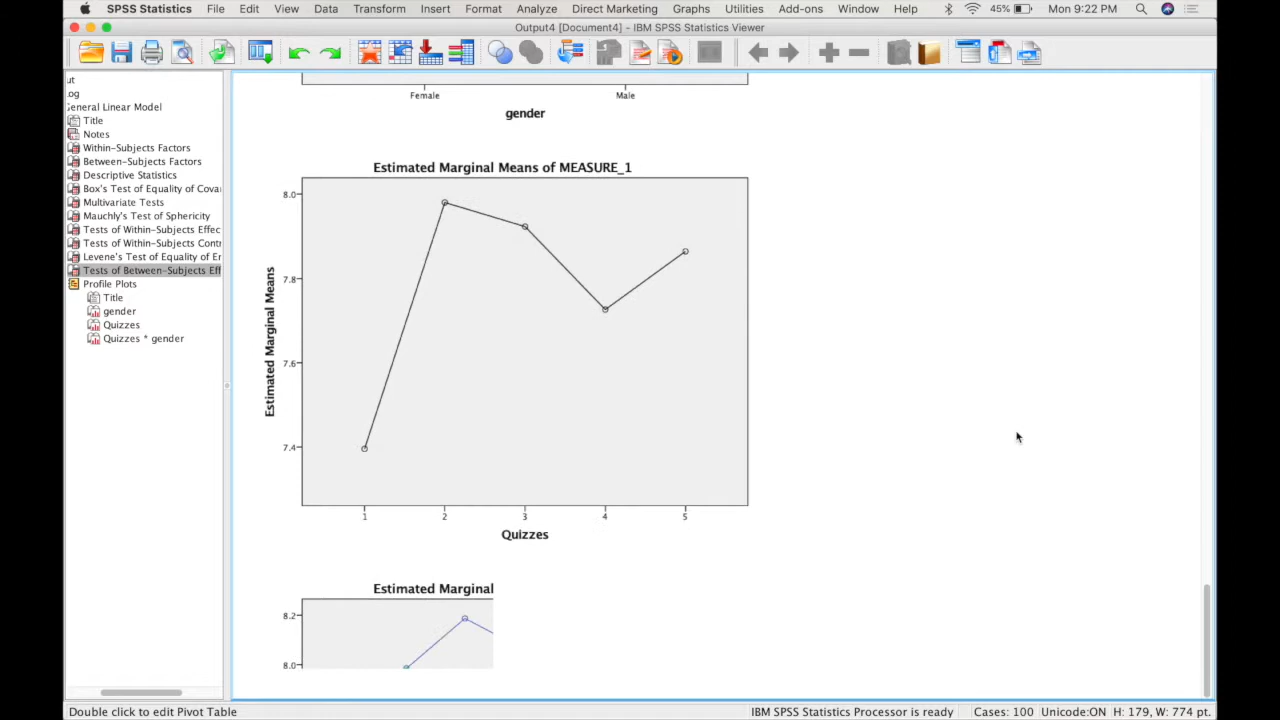 SPSS Statistics File Edit View Data Transform Insert Format Analyze Direct Marketing Graphs Utilities Add-ons Window Help 45% Mon 9:22 PM
Output4 [Document4] - IBM SPSS Statistics Viewer
ut
og
eneral Linear Model
Title
Notes
Within-Subjects Factors
Between-Subjects Factors
Descriptive Statistics
Box's Test of Equality of Covar
Multivariate Tests
Mauchly's Test of Sphericity
Tests of Within-Subjects Effec
Tests of Within-Subjects Contr
Levene's Test of Equality of Er
Tests of Between-Subjects Eff
Profile Plots
Title
gender
Quizzes
Quizzes * gender
Female Male
gender
Estimated Marginal Means of MEASURE_1
Estimated Marginal Means
8.0
7.8
7.6
7.4
1 2 3 4 5
Quizzes
Estimated Marginal
8.2
8.0
Double click to edit Pivot Table IBM SPSS Statistics Processor is ready Cases: 100 Unicode:ON H: 179, W: 774 pt.